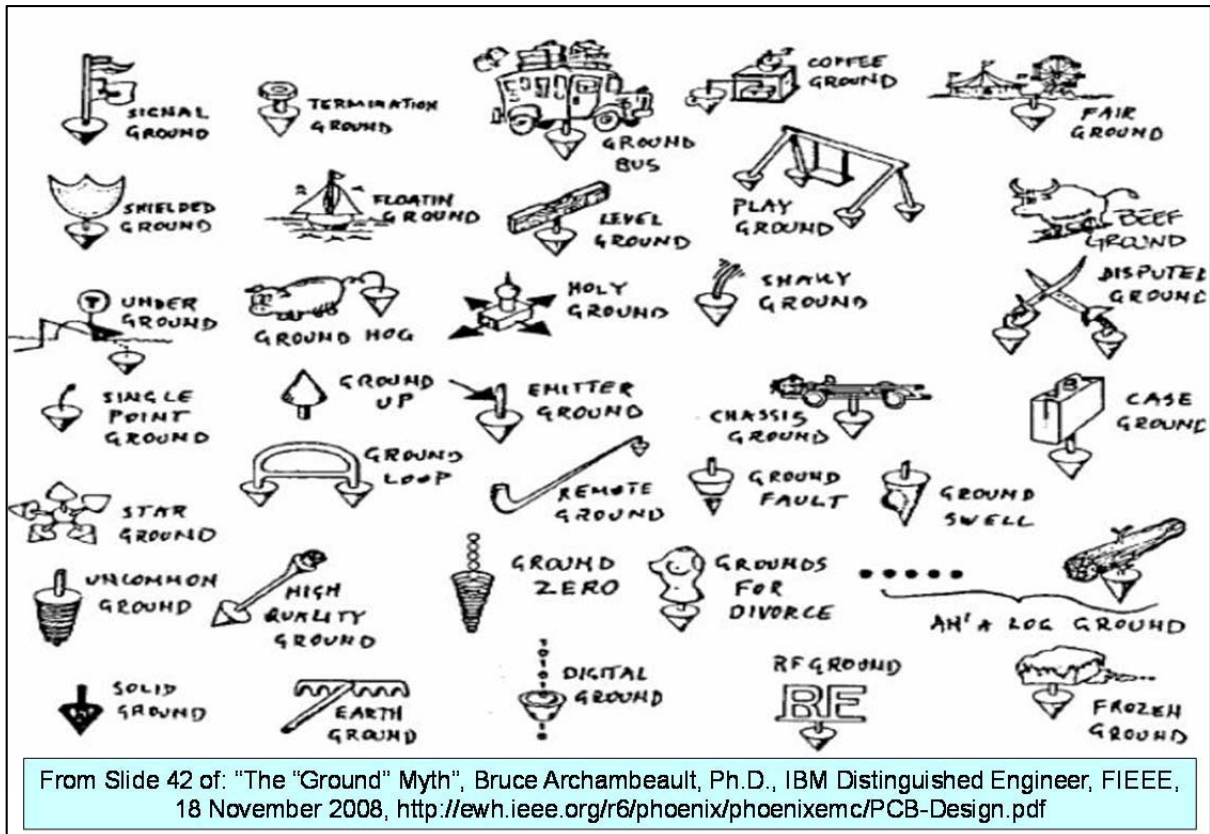 SIGNAL
GROUND
TERMINATION
GROUND
GROUND
BUS
COFFEE
GROUND
FAIR
GROUND
SHIELDED
GROUND
FLOATIN
GROUND
LEVEL
GROUND
PLAY
GROUND
BEEF
GROUND
UNDER
GROUND
GROUND HOG
HOLY
GROUND
SHAKY
GROUND
DISPUTED
GROUND
SINGLE
POINT
GROUND
GROUND
UP
EMITTER
GROUND
CHASSIS
GROUND
CASE
GROUND
STAR
GROUND
GROUND
LOOP
REMOTE
GROUND
GROUND
FAULT
GROUND
SWELL
UNCOMMON
GROUND
HIGH
QUALITY
GROUND
GROUND
ZERO
GROUNDS
FOR
DIVORCE
AN' A LOG GROUND
SOLID
GROUND
EARTH
GROUND
DIGITAL
GROUND
RF GROUND
RF
FROZEN
GROUND
From Slide 42 of: "The "Ground" Myth", Bruce Archambeault, Ph.D., IBM Distinguished Engineer, FIEEE,
18 November 2008, http://ewh.ieee.org/r6/phoenix/phoenixemc/PCB-Design.pdf